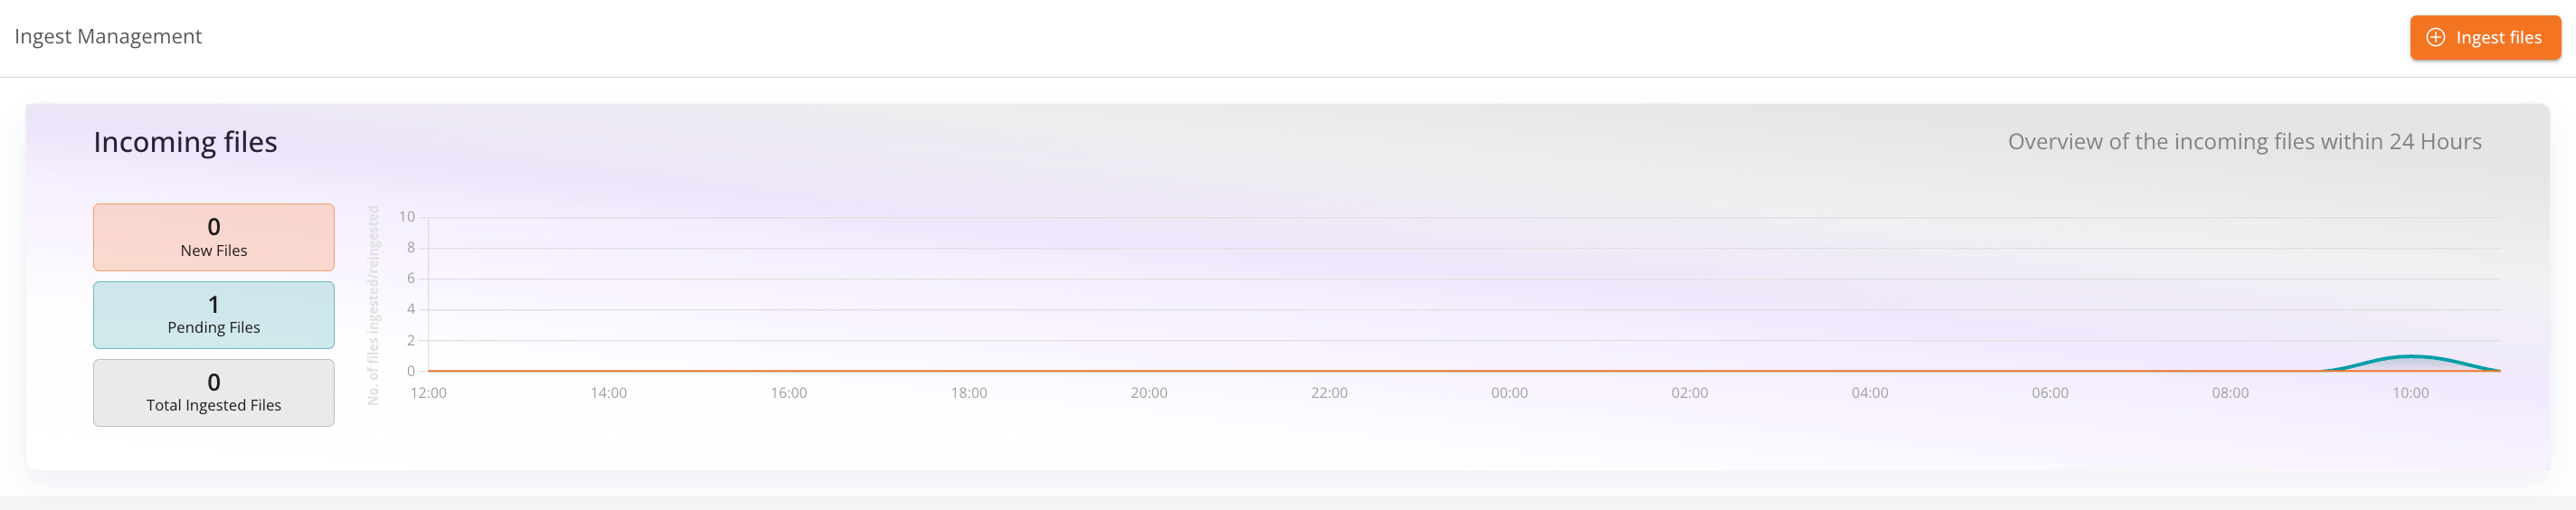 Ingest Management
Ingest files
Incoming files
Overview of the incoming files within 24 Hours
0
New Files
1
Pending Files
0
Total Ingested Files
No. of files ingested/reingested
10
8
6
4
2
0
12:00 14:00 16:00 18:00 20:00 22:00 00:00 02:00 04:00 06:00 08:00 10:00